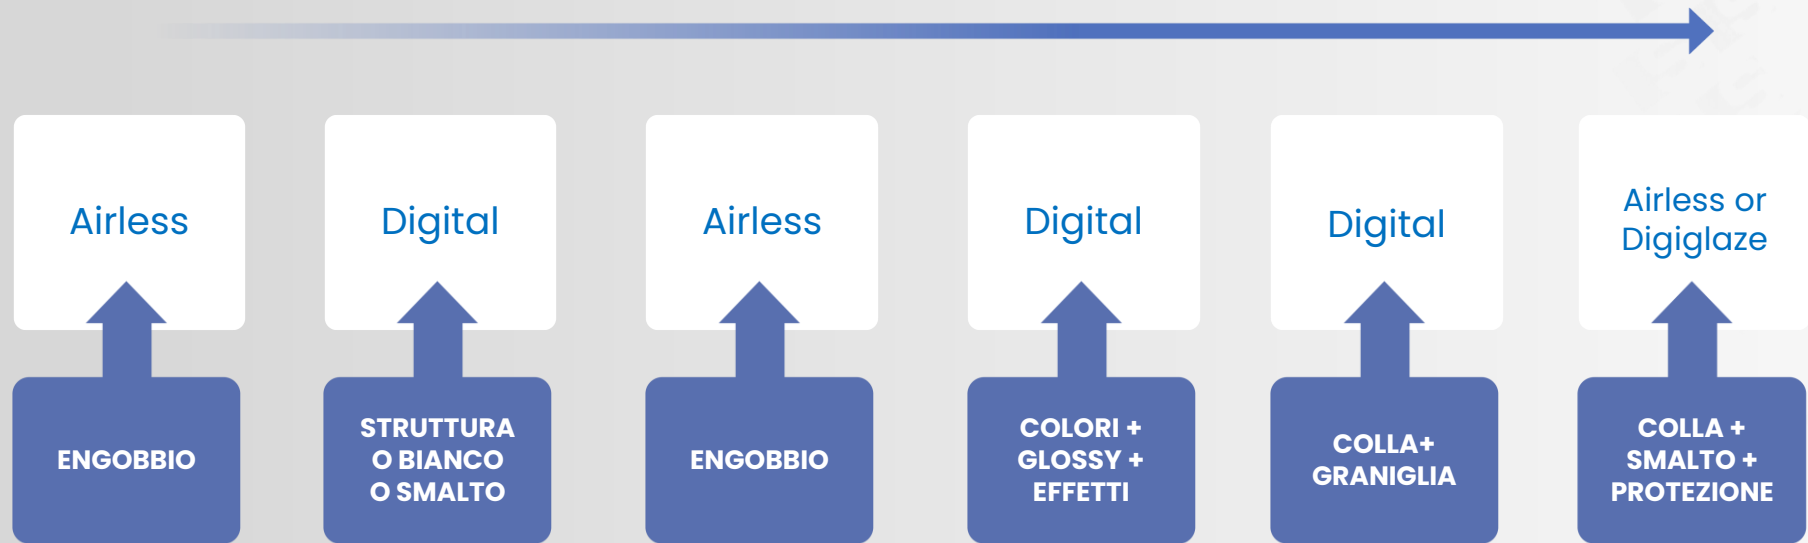 Airless
Digital
Airless
Digital
Digital
Airless or
Digiglaze
ENGOBBIO
STRUTTURA
O BIANCO
O SMALTO
ENGOBBIO
COLORI +
GLOSSY +
EFFETTI
COLLA+
GRANIGLIA
COLLA +
SMALTO +
PROTEZIONE